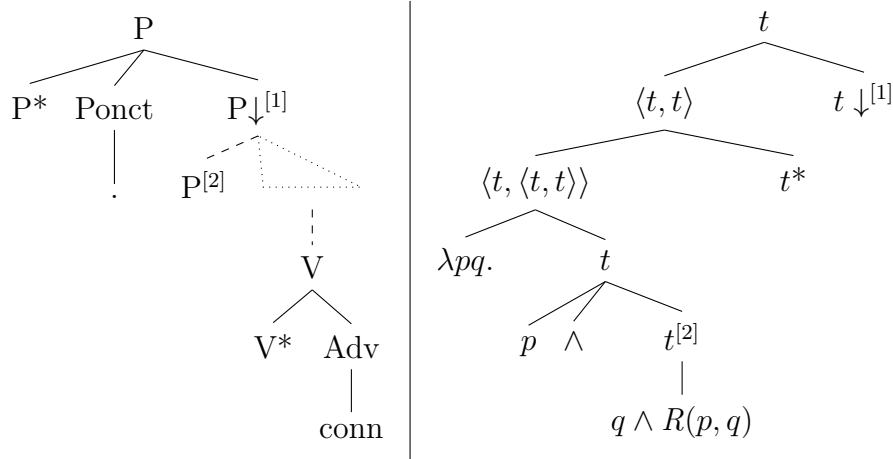 P
P* Ponct P↓[1]
. P[2]
V
V* Adv
conn
t
⟨t, t⟩ t ↓[1]
⟨t, ⟨t, t⟩⟩ t*
λpq. t
p ∧ t[2]
q ∧ R(p, q)